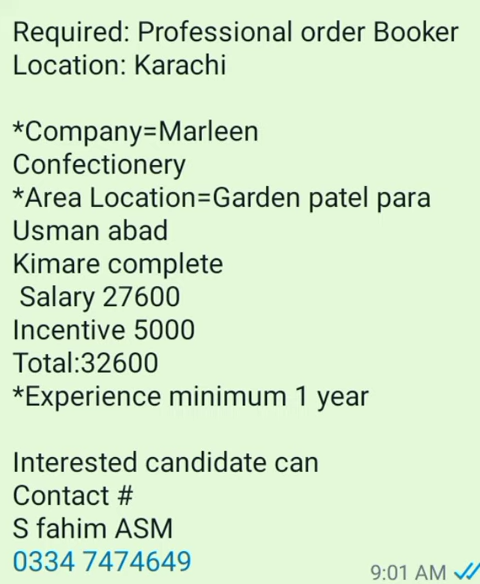 Required: Professional order Booker
Location: Karachi
*Company=Marleen
Confectionery
*Area Location=Garden patel para
Usman abad
Kimare complete
Salary 27600
Incentive 5000
Total:32600
*Experience minimum 1 year
Interested candidate can
Contact #
S fahim ASM
0334 7474649
9:01 AM